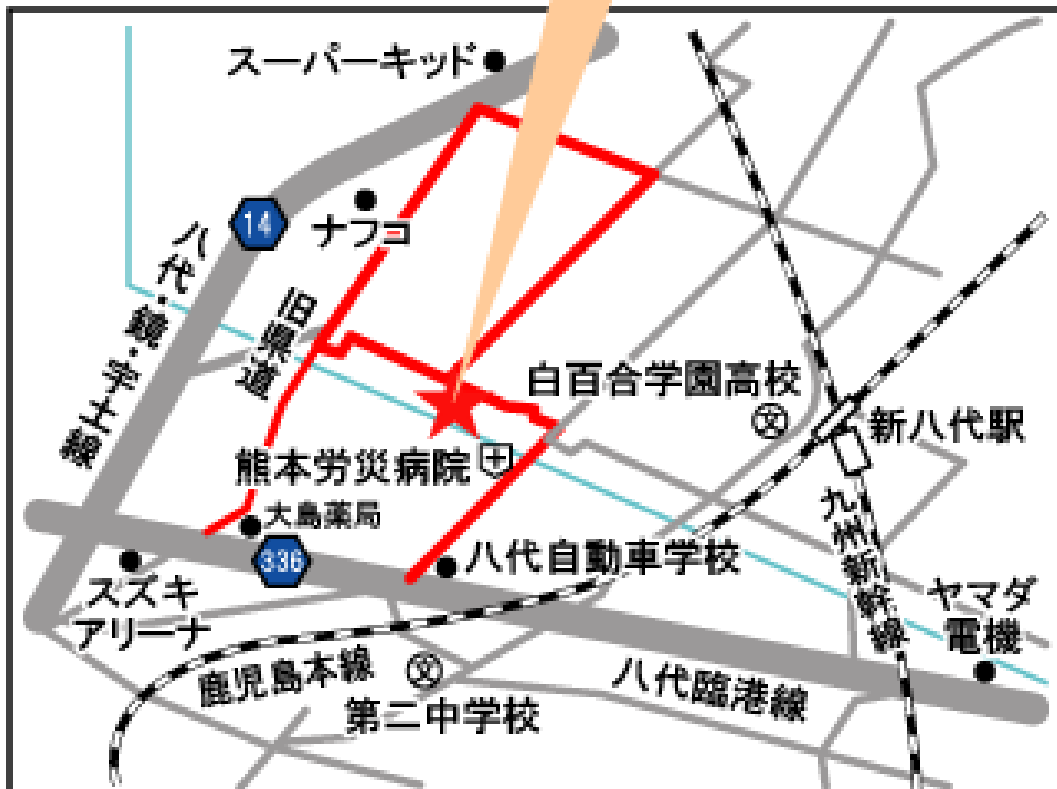 スーパーキッド
ナフコ
14
八代・鏡・宇土線
旧県道
白百合学園高校
新八代駅
熊本労災病院
大島薬局
336
八代自動車学校
九州新幹線
スズキ
アリーナ
ヤマダ
電機
鹿児島本線
八代臨港線
第二中学校